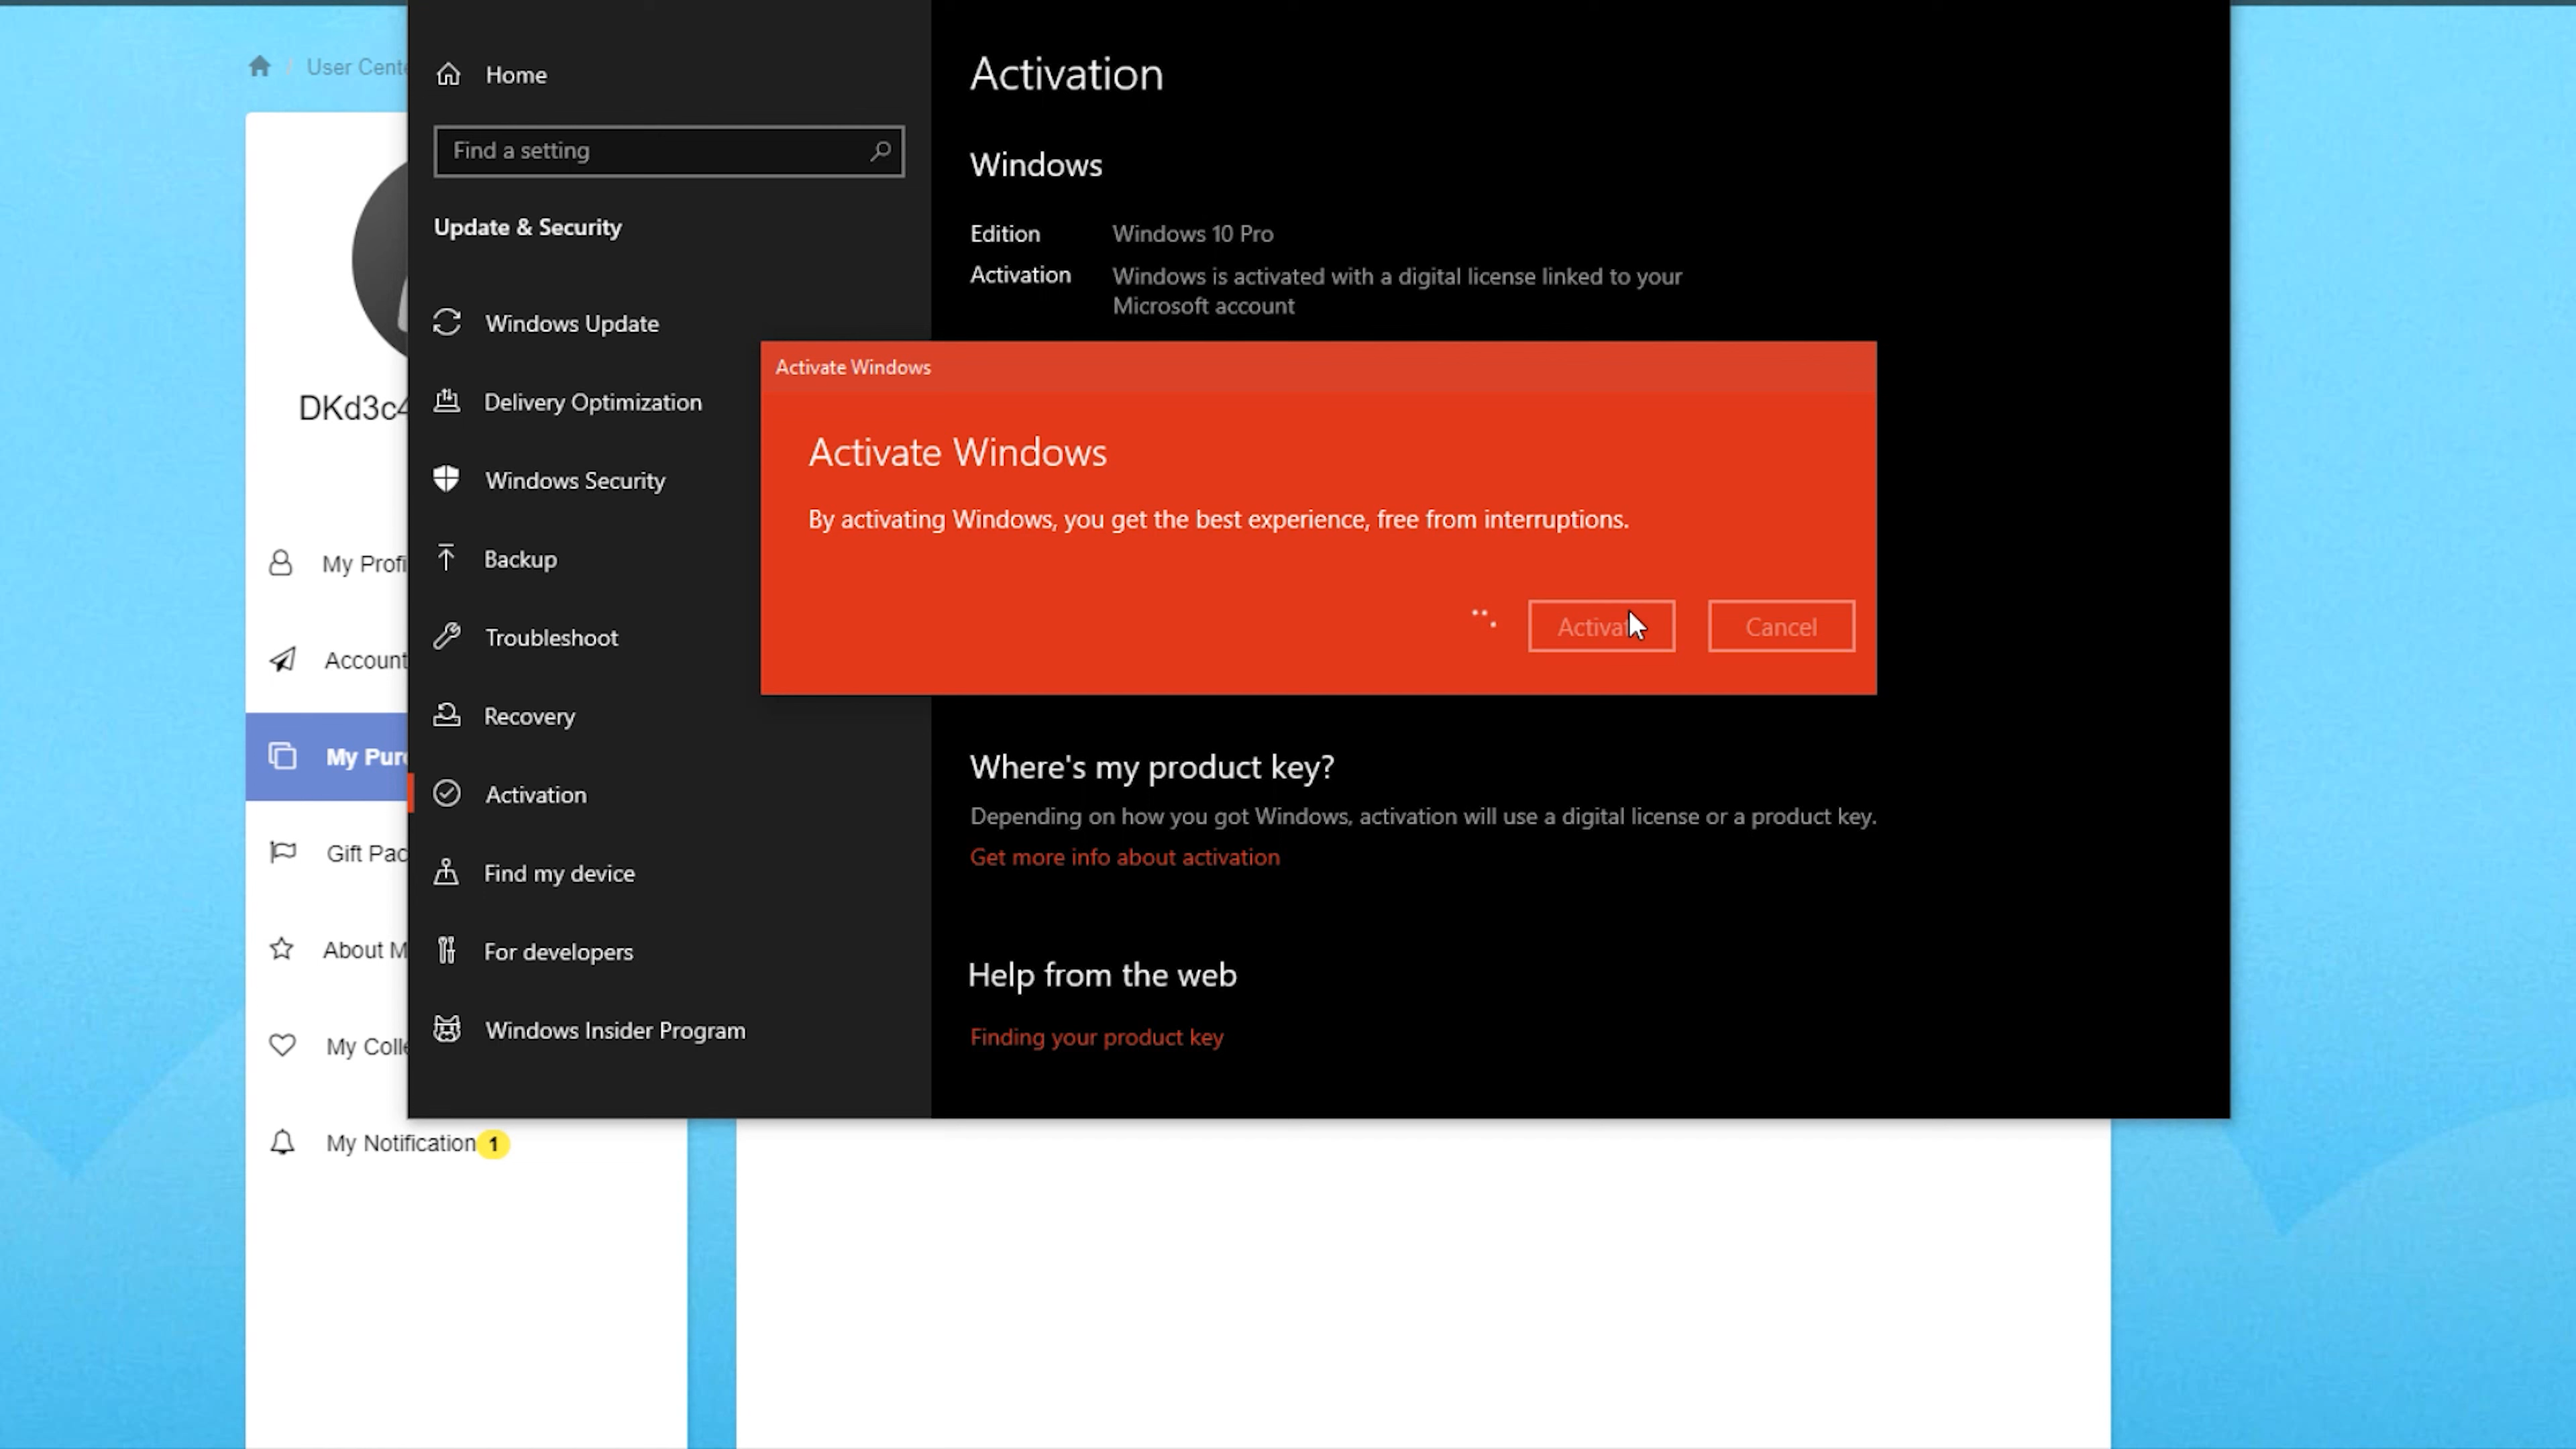 User Cente
DKd3c4
My Profi
Account
My Purc
Gift Pac
About M
My Colle
My Notification 1
Home
Find a setting
Update & Security
Windows Update
Delivery Optimization
Windows Security
Backup
Troubleshoot
Recovery
Activation
Find my device
For developers
Windows Insider Program
Activation
Windows
Edition Windows 10 Pro
Activation Windows is activated with a digital license linked to your
Microsoft account
Activate Windows
Activate Windows
By activating Windows, you get the best experience, free from interruptions.
Activat Cancel
Where's my product key?
Depending on how you got Windows, activation will use a digital license or a product key.
Get more info about activation
Help from the web
Finding your product key